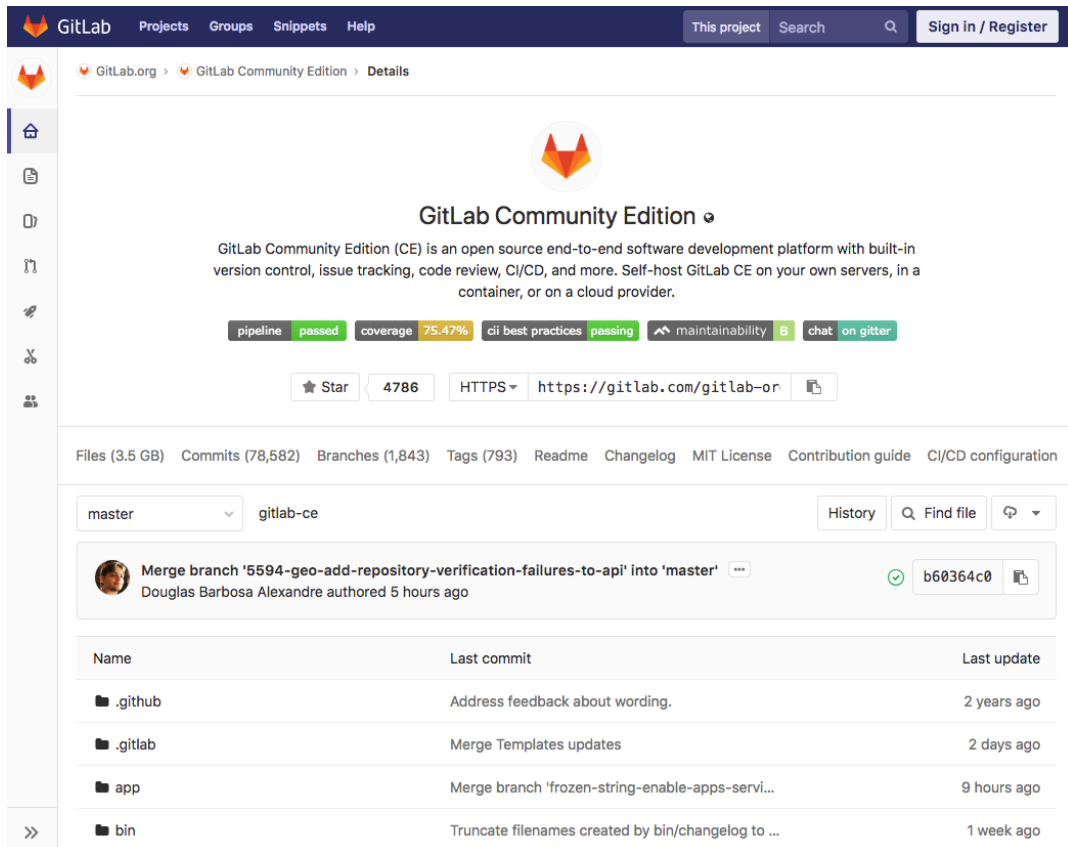 GitLab Projects Groups Snippets Help This project Search Sign in / Register
GitLab.org > GitLab Community Edition > Details
GitLab Community Edition
GitLab Community Edition (CE) is an open source end-to-end software development platform with built-in
version control, issue tracking, code review, CI/CD, and more. Self-host GitLab CE on your own servers, in a
container, or on a cloud provider.
pipeline passed coverage 75.47% cii best practices passing maintainability B chat on gitter
Star 4786 HTTPS https://gitlab.com/gitlab-or
Files (3.5 GB) Commits (78,582) Branches (1,843) Tags (793) Readme Changelog MIT License Contribution guide CI/CD configuration
master gitlab-ce History Find file
Merge branch '5594-geo-add-repository-verification-failures-to-api' into 'master' ...
Douglas Barbosa Alexandre authored 5 hours ago b60364c0
Name Last commit Last update
.github Address feedback about wording. 2 years ago
.gitlab Merge Templates updates 2 days ago
app Merge branch 'frozen-string-enable-apps-servi... 9 hours ago
bin Truncate filenames created by bin/changelog to ... 1 week ago